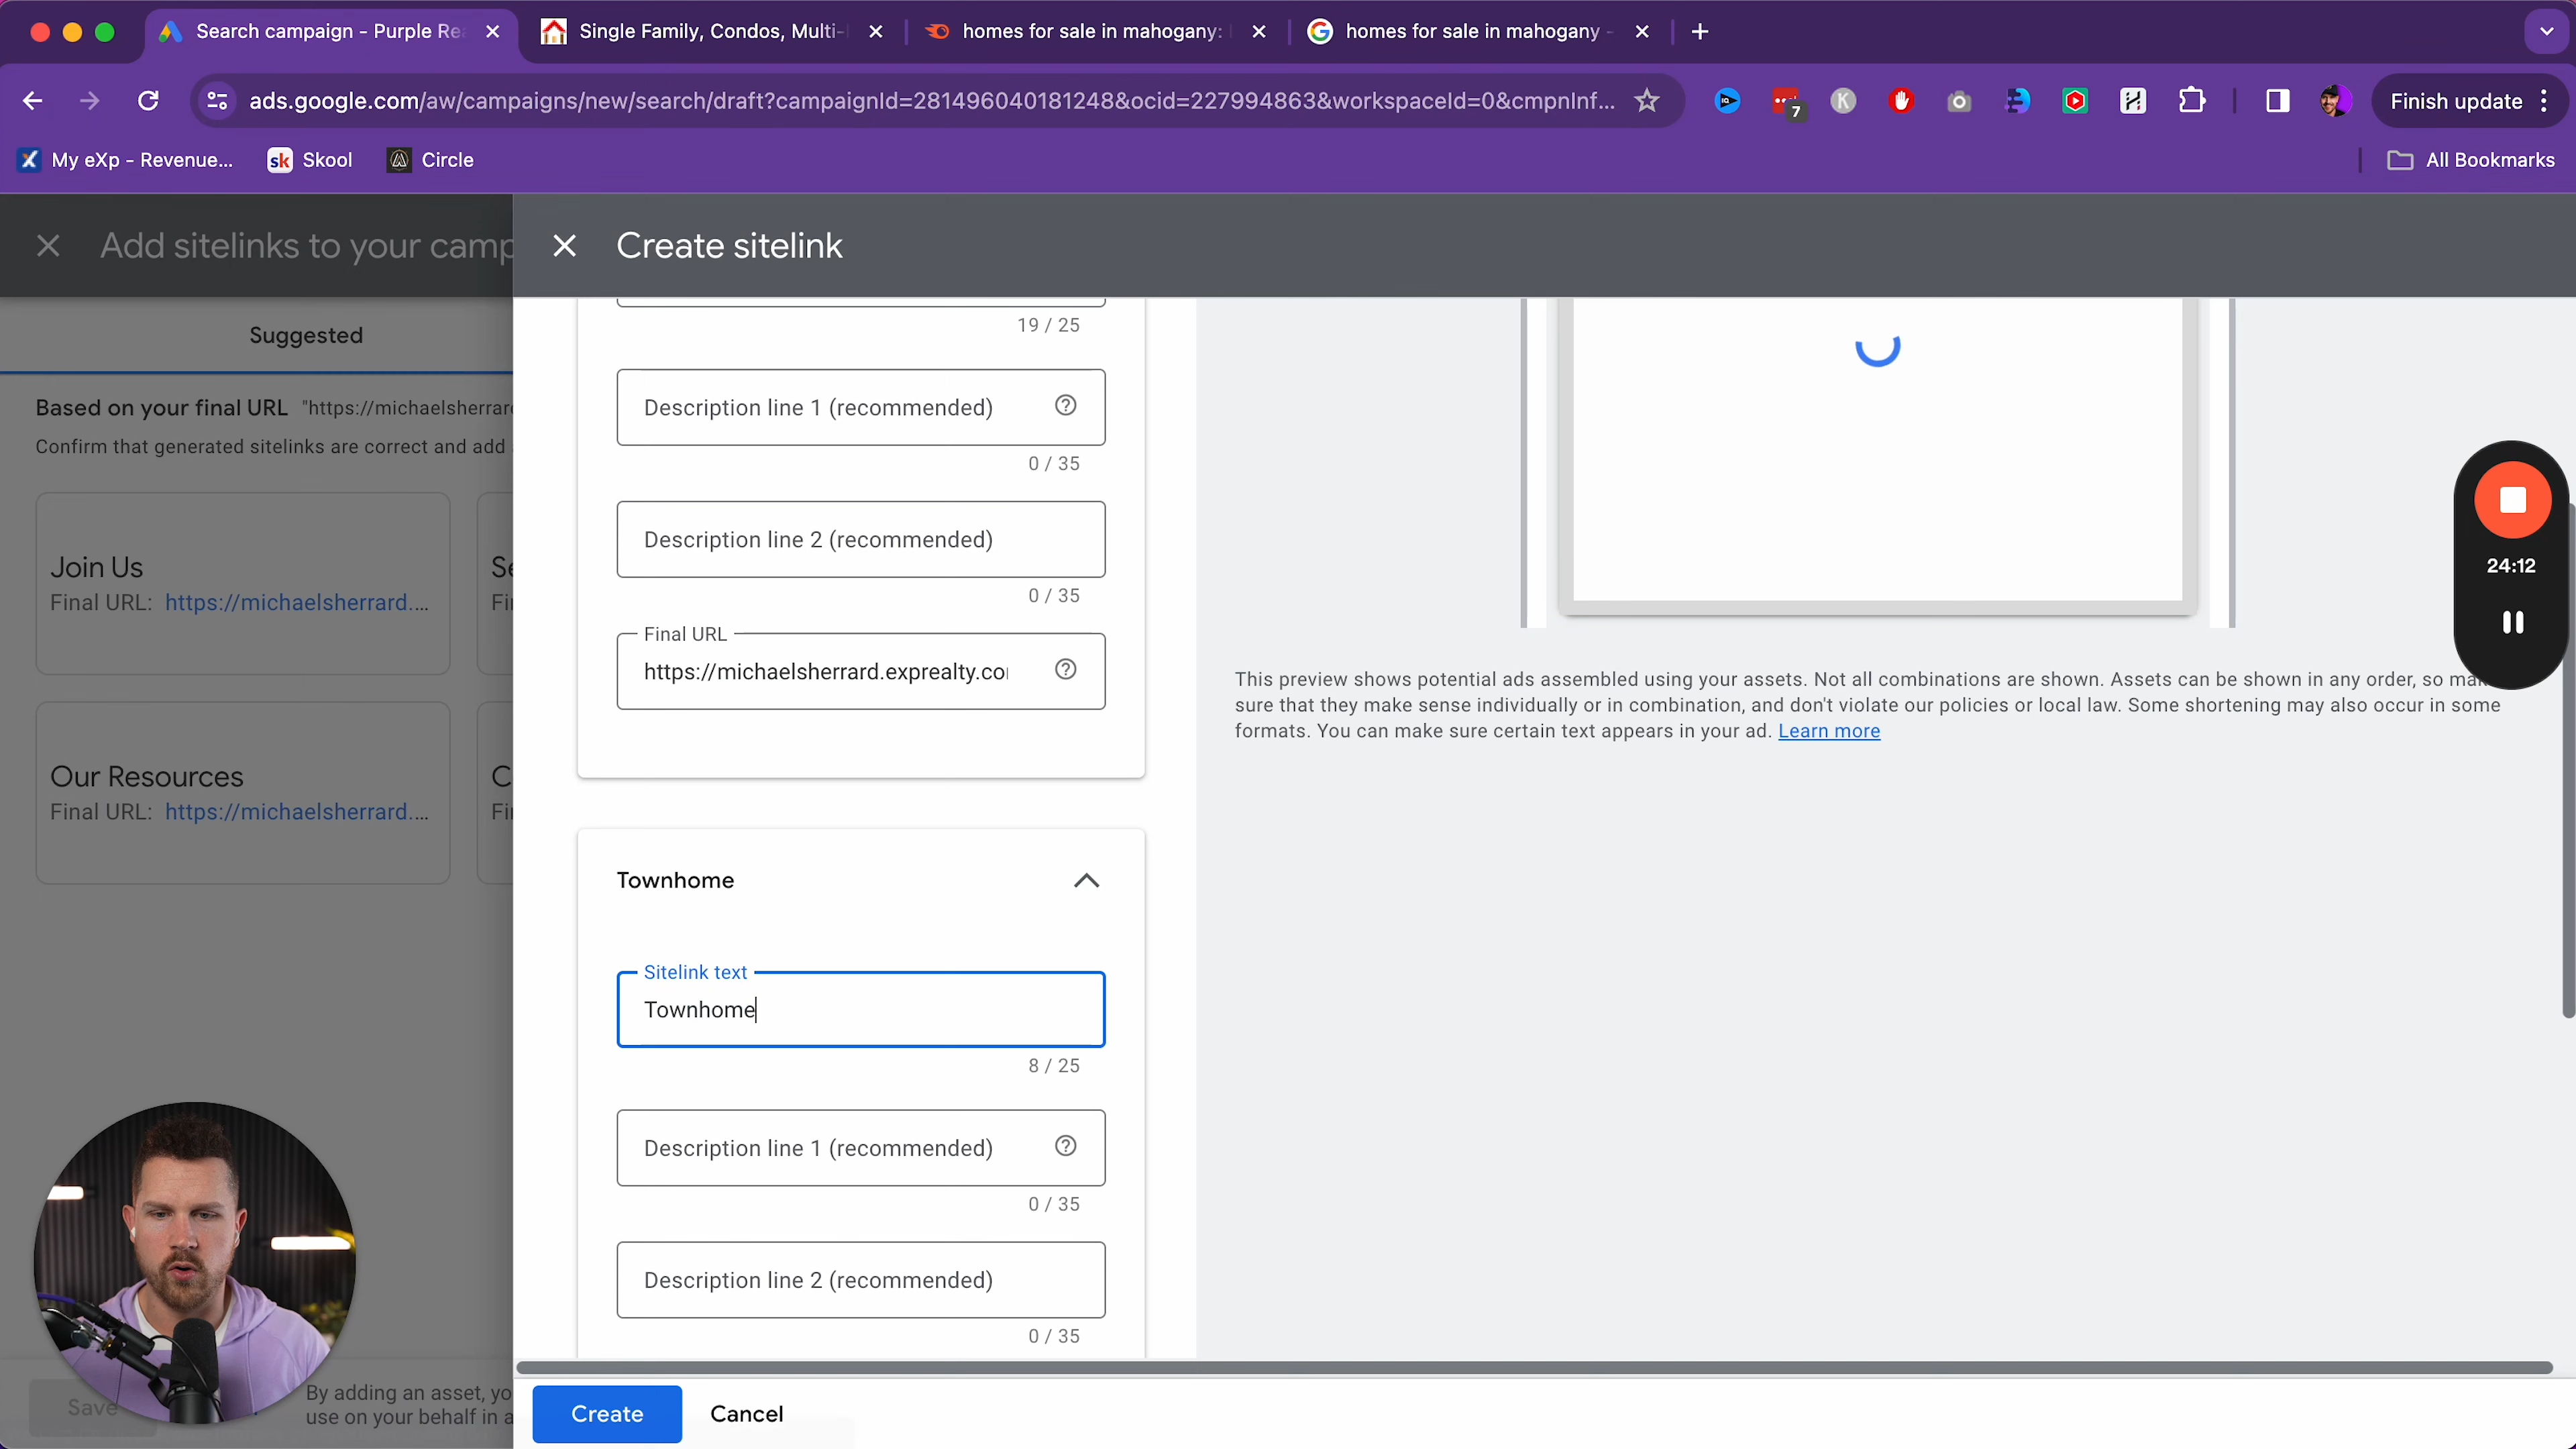 Search campaign - Purple Re
Single Family, Condos, Multi-
homes for sale in mahogany:
homes for sale in mahogany -
ads.google.com/aw/campaigns/new/search/draft?campaignId=281496040181248&ocid=227994863&workspaceId=0&cmpnInf...
7
Finish update
My eXp - Revenue...
sk Skool
Circle
All Bookmarks
Add sitelinks to your camp
Create sitelink
Suggested
Based on your final URL "https://michaelsherrard
Confirm that generated sitelinks are correct and add
Join Us
Final URL: https://michaelsherrard....
Se
Fi
Our Resources
Final URL: https://michaelsherrard....
C
Fi
19 / 25
Description line 1 (recommended)
0 / 35
Description line 2 (recommended)
0 / 35
Final URL
https://michaelsherrard.exprealty.co
Townhome
Sitelink text
Townhome
8 / 25
Description line 1 (recommended)
0 / 35
Description line 2 (recommended)
0 / 35
This preview shows potential ads assembled using your assets. Not all combinations are shown. Assets can be shown in any order, so mak
sure that they make sense individually or in combination, and don't violate our policies or local law. Some shortening may also occur in some
formats. You can make sure certain text appears in your ad. Learn more
24:12
Save
By adding an asset, yo
use on your behalf in a
Create
Cancel